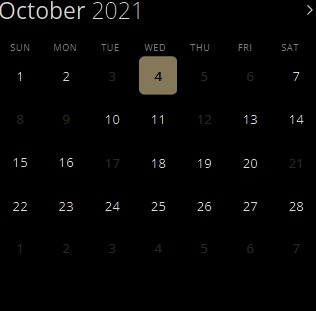 October 2021 >
SUN MON TUE WED THU FRI SAT
1 2 3 4 5 6 7
8 9 10 11 12 13 14
15 16 17 18 19 20 21
22 23 24 25 26 27 28
1 2 3 4 5 6 7